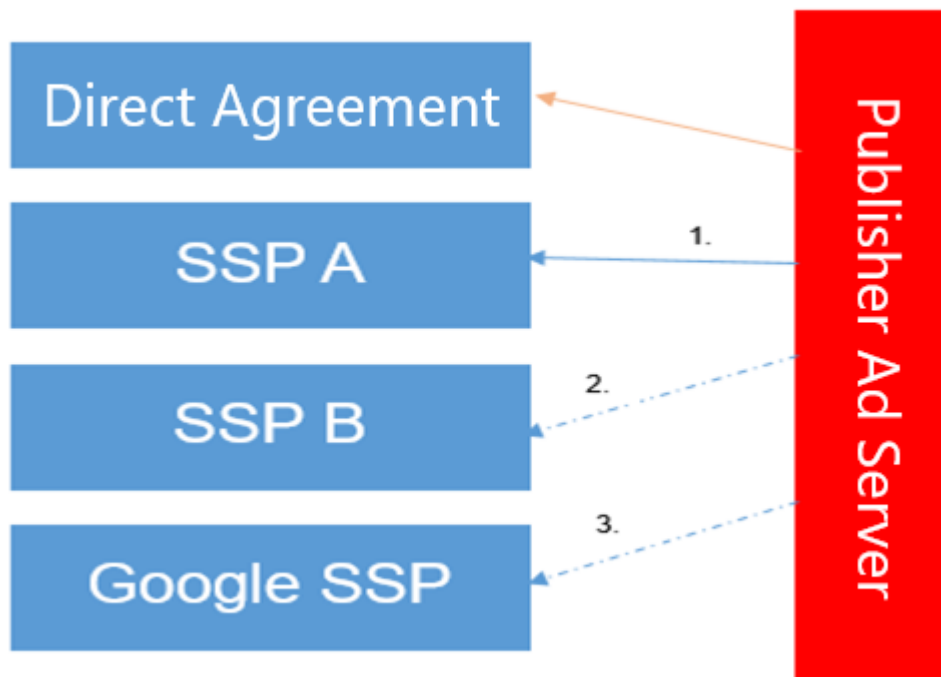 Direct Agreement
1.
SSP A
2.
SSP B
3.
Google SSP
Publisher Ad Server